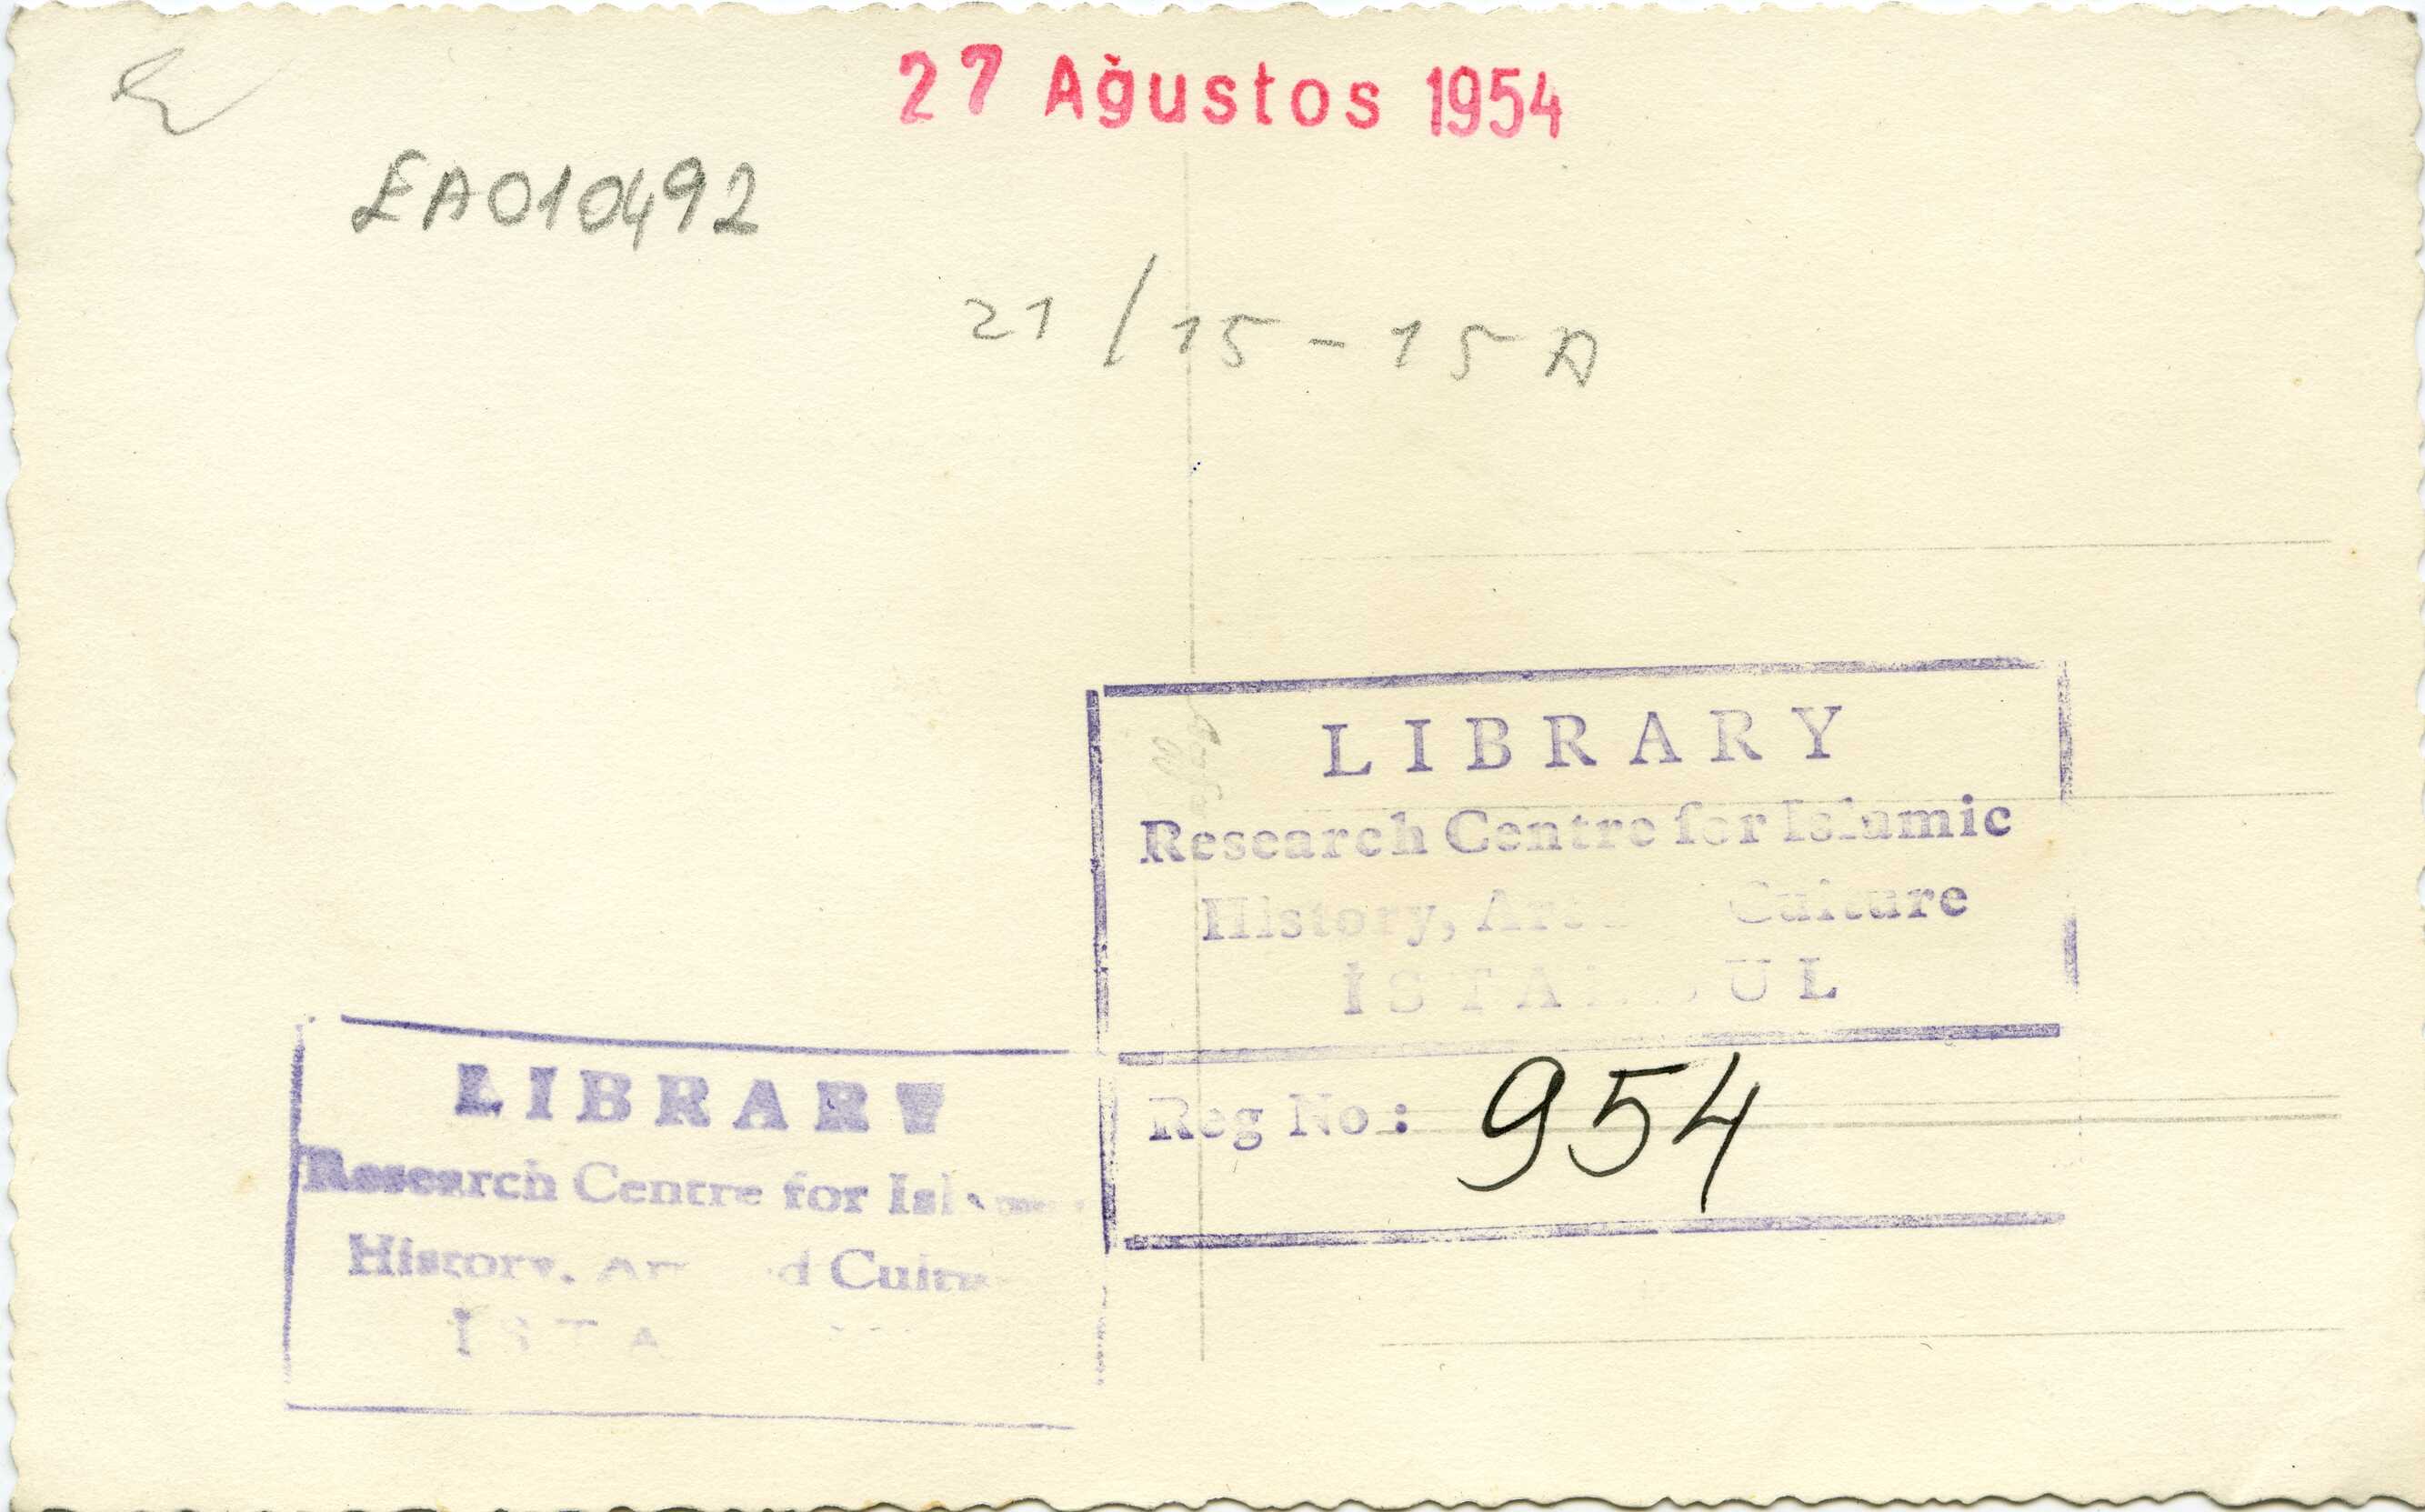 27 Ağustos 1954
EA010492
21/15-15A
LIBRARY
Research Centre for Islamic
History, Culture
İSTANBUL
Reg No: 954
LIBRARY
Research Centre for
History,